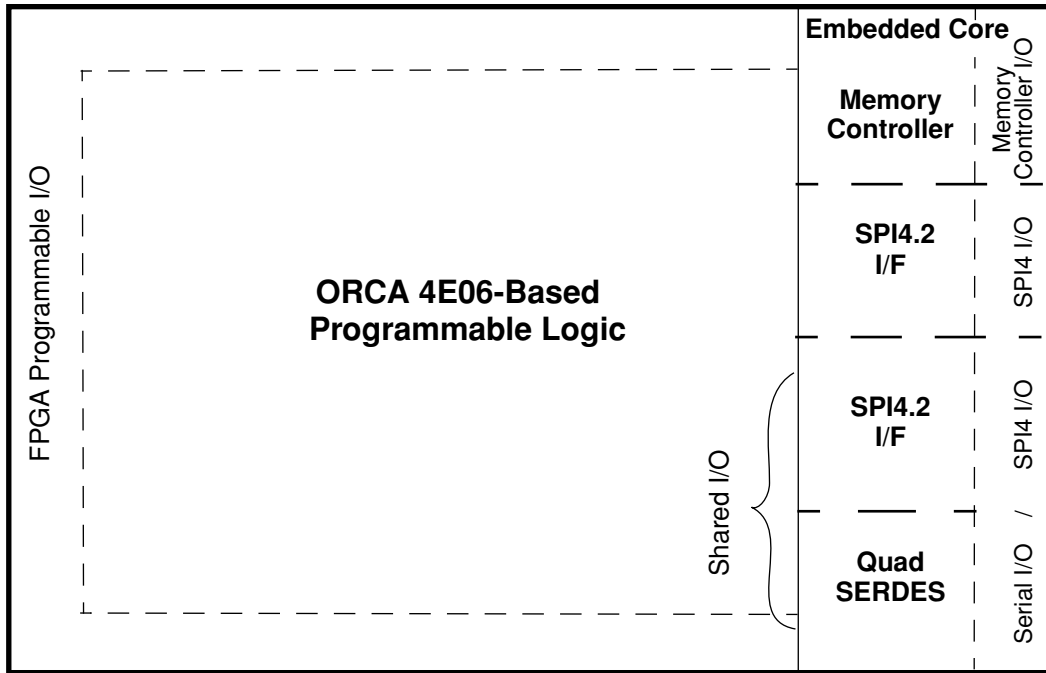 Embedded Core
Memory
Controller
Memory
Controller I/O
SPI4.2
I/F
SPI4 I/O
FPGA Programmable I/O
ORCA 4E06-Based
Programmable Logic
SPI4.2
I/F
SPI4 I/O
/
Shared I/O
Quad
SERDES
Serial I/O